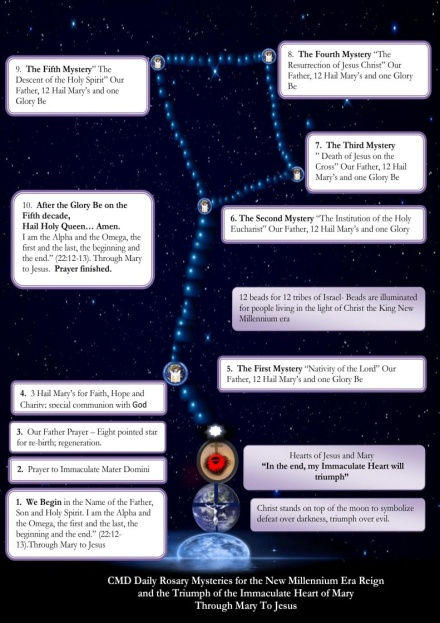 9. The Fifth Mystery” The
Descent of the Holy Spirit” Our
Father, 12 Hail Mary’s and one
Glory Be
8. The Fourth Mystery “The
Resurrection of Jesus Christ” Our
Father, 12 Hail Mary’s and one Glory
Be
7. The Third Mystery
” Death of Jesus on the
Cross” Our Father, 12 Hail
Mary’s and one Glory Be
10. After the Glory Be on the
Fifth decade,
Hail Holy Queen… Amen.
I am the Alpha and the Omega, the
first and the last, the beginning and
the end.” (22:12-13). Through Mary
to Jesus. Prayer finished.
6. The Second Mystery “The Institution of the Holy
Eucharist” Our Father, 12 Hail Mary’s and one Glory
12 beads for 12 tribes of Israel- Beads are illuminated
for people living in the light of Christ the King New
Millennium era
5. The First Mystery “Nativity of the Lord” Our
Father, 12 Hail Mary’s and one Glory Be
4. 3 Hail Mary’s for Faith, Hope and
Charity: special communion with God
3. Our Father Prayer – Eight pointed star
for re-birth; regeneration.
2. Prayer to Immaculate Mater Domini
1. We Begin in the Name of the Father,
Son and Holy Spirit. I am the Alpha and
the Omega, the first and the last, the
beginning and the end.” (22:12-
13).Through Mary to Jesus
Hearts of Jesus and Mary
“In the end, my Immaculate Heart will
triumph”
Christ stands on top of the moon to symbolize
defeat over darkness, triumph over evil.
CMD Daily Rosary Mysteries for the New Millennium Era Reign
and the Triumph of the Immaculate Heart of Mary
Through Mary To Jesus